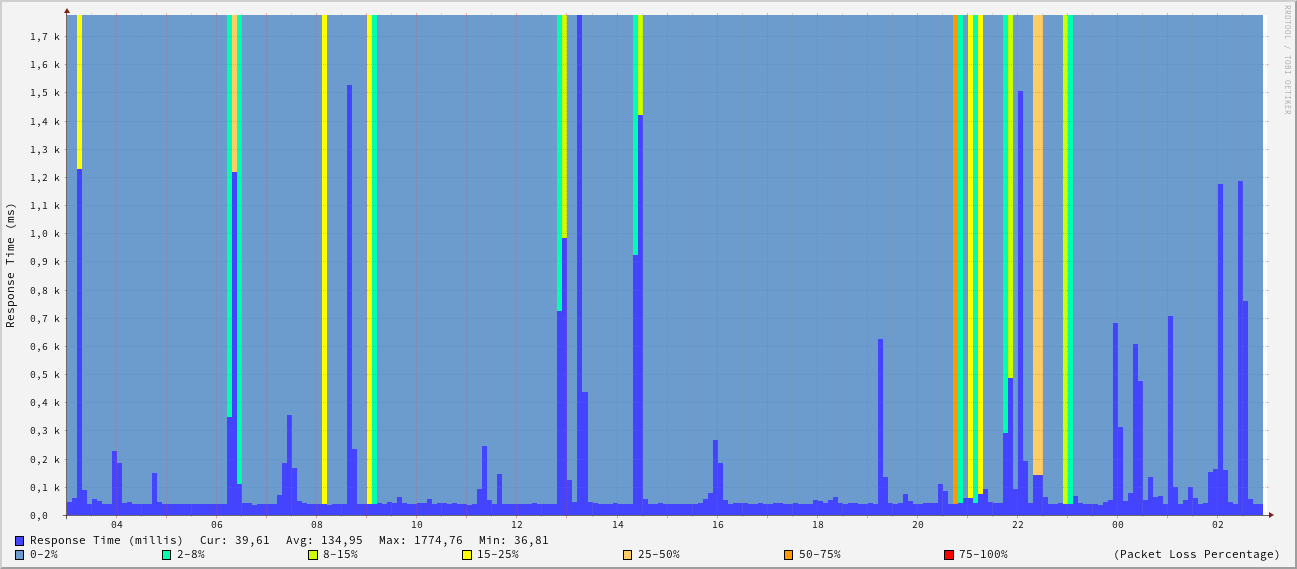 RRDTOOL / TOBI OETIKER
Response Time (ms)
1,7 k
1,6 k
1,5 k
1,4 k
1,3 k
1,2 k
1,1 k
1,0 k
0,9 k
0,8 k
0,7 k
0,6 k
0,5 k
0,4 k
0,3 k
0,2 k
0,1 k
0,0
04 06 08 10 12 14 16 18 20 22 00 02
Response Time (millis) Cur: 39,61 Avg: 134,95 Max: 1774,76 Min: 36,81
0-2% 2-8% 8-15% 15-25% 25-50% 50-75% 75-100% (Packet Loss Percentage)